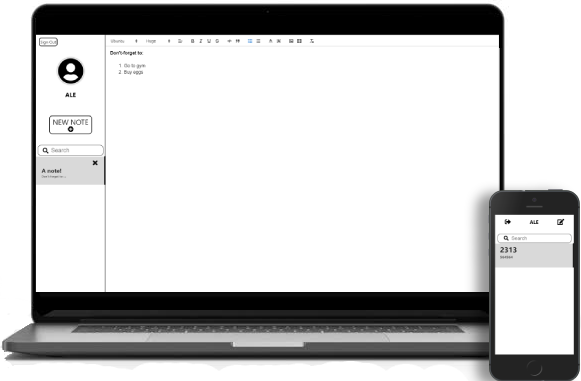 Sign Out
ALE
NEW NOTE
Search
A note!
Don't forget to:
1. Go to gym
2. Buy eggs
ALE
Search
2313